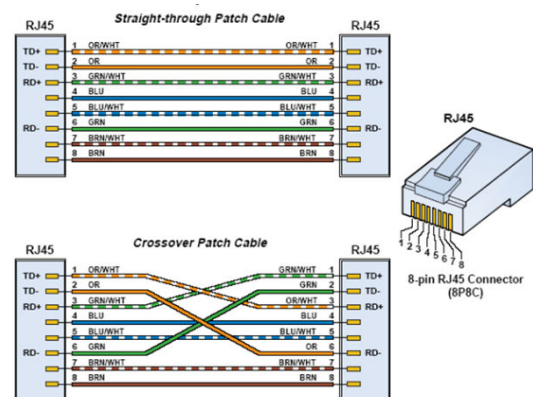 Straight-through Patch Cable
RJ45 RJ45
TD+ 1 OR/WHT OR/WHT 1 TD+
TD- 2 OR OR 2 TD-
RD+ 3 GRN/WHT GRN/WHT 3 RD+
4 BLU BLU 4
5 BLU/WHT BLU/WHT 5
RD- 6 GRN GRN 6 RD-
7 BRN/WHT BRN/WHT 7
8 BRN BRN 8
RJ45
1 2 3 4 5 6 7 8
8-pin RJ45 Connector
(8P8C)
Crossover Patch Cable
RJ45 RJ45
TD+ 1 OR/WHT GRN/WHT 1 TD+
TD- 2 OR GRN 2 TD-
RD+ 3 GRN/WHT OR/WHT 3 RD+
4 BLU BLU 4
5 BLU/WHT BLU/WHT 5
RD- 6 GRN OR 6 RD-
7 BRN/WHT BRN/WHT 7
8 BRN BRN 8